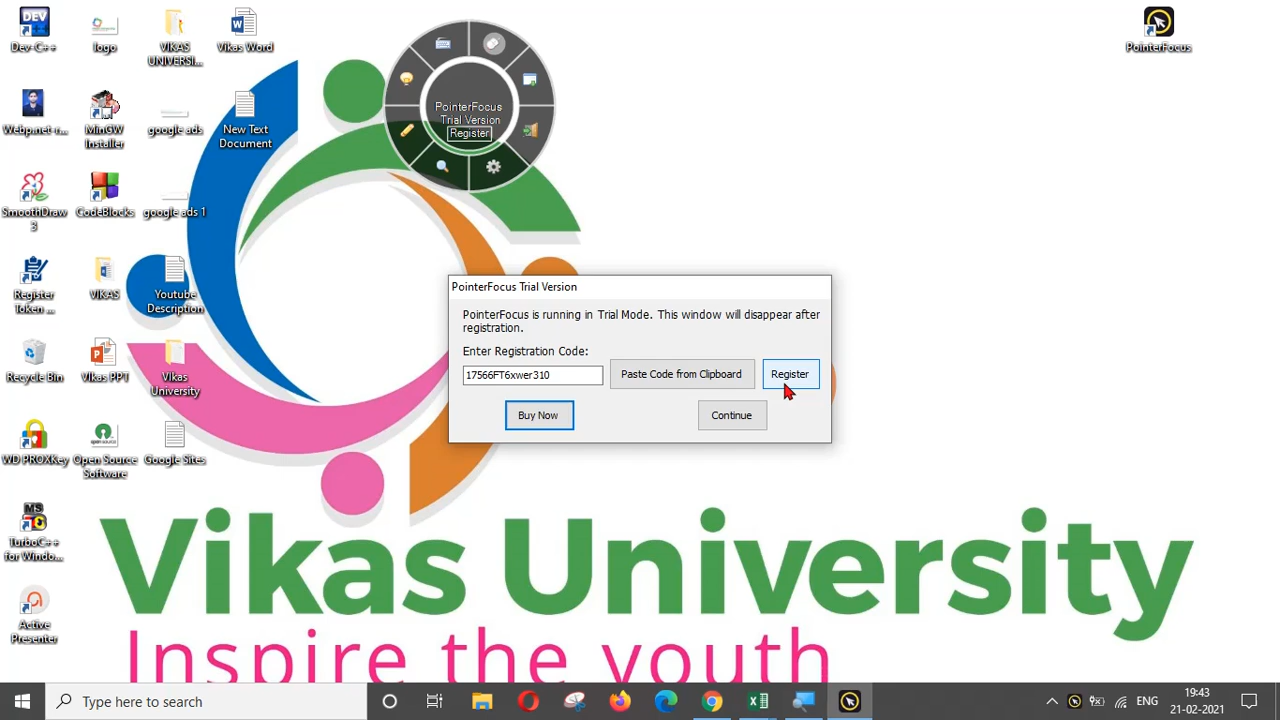 Dev-C++
logo
VIKAS
UNIVERSI...
Vikas Word
PointerFocus
Webp.net-r...
MinGW
Installer
google ads
New Text
Document
PointerFocus
Trial Version
Register
SmoothDraw
3
CodeBlocks
google ads 1
Register
Token ...
VIKAS
Youtube
Description
Recycle Bin
Vikas PPT
VIkas
University
WD PROXKey
Open Source
Software
Google Sites
TurboC++
for Windo...
Active
Presenter
PointerFocus Trial Version
PointerFocus is running in Trial Mode. This window will disappear after
registration.
Enter Registration Code:
17566FT6xwer310
Paste Code from Clipboard
Register
Buy Now
Continue
Vikas University
Inspire the youth
Type here to search
ENG
19:43
21-02-2021